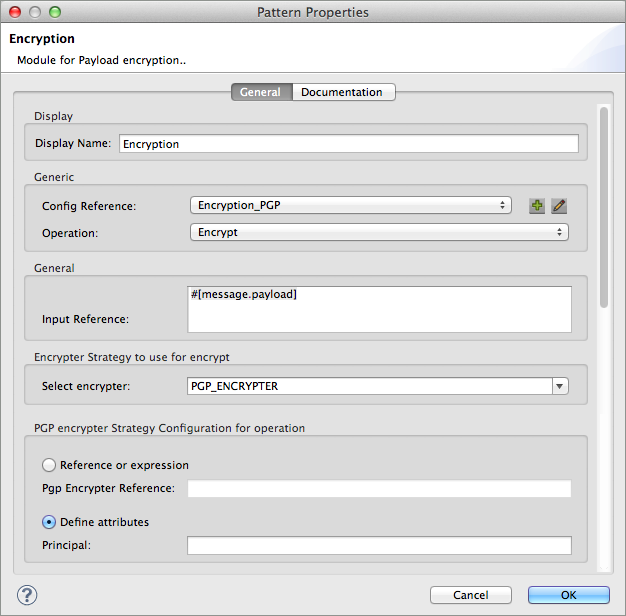 Pattern Properties
Encryption
Module for Payload encryption..
General Documentation
Display
Display Name: Encryption
Generic
Config Reference: Encryption_PGP
Operation: Encrypt
General
#[message.payload]
Input Reference:
Encrypter Strategy to use for encrypt
Select encrypter: PGP_ENCRYPTER
PGP encrypter Strategy Configuration for operation
Reference or expression
Pgp Encrypter Reference:
Define attributes
Principal:
? Cancel OK